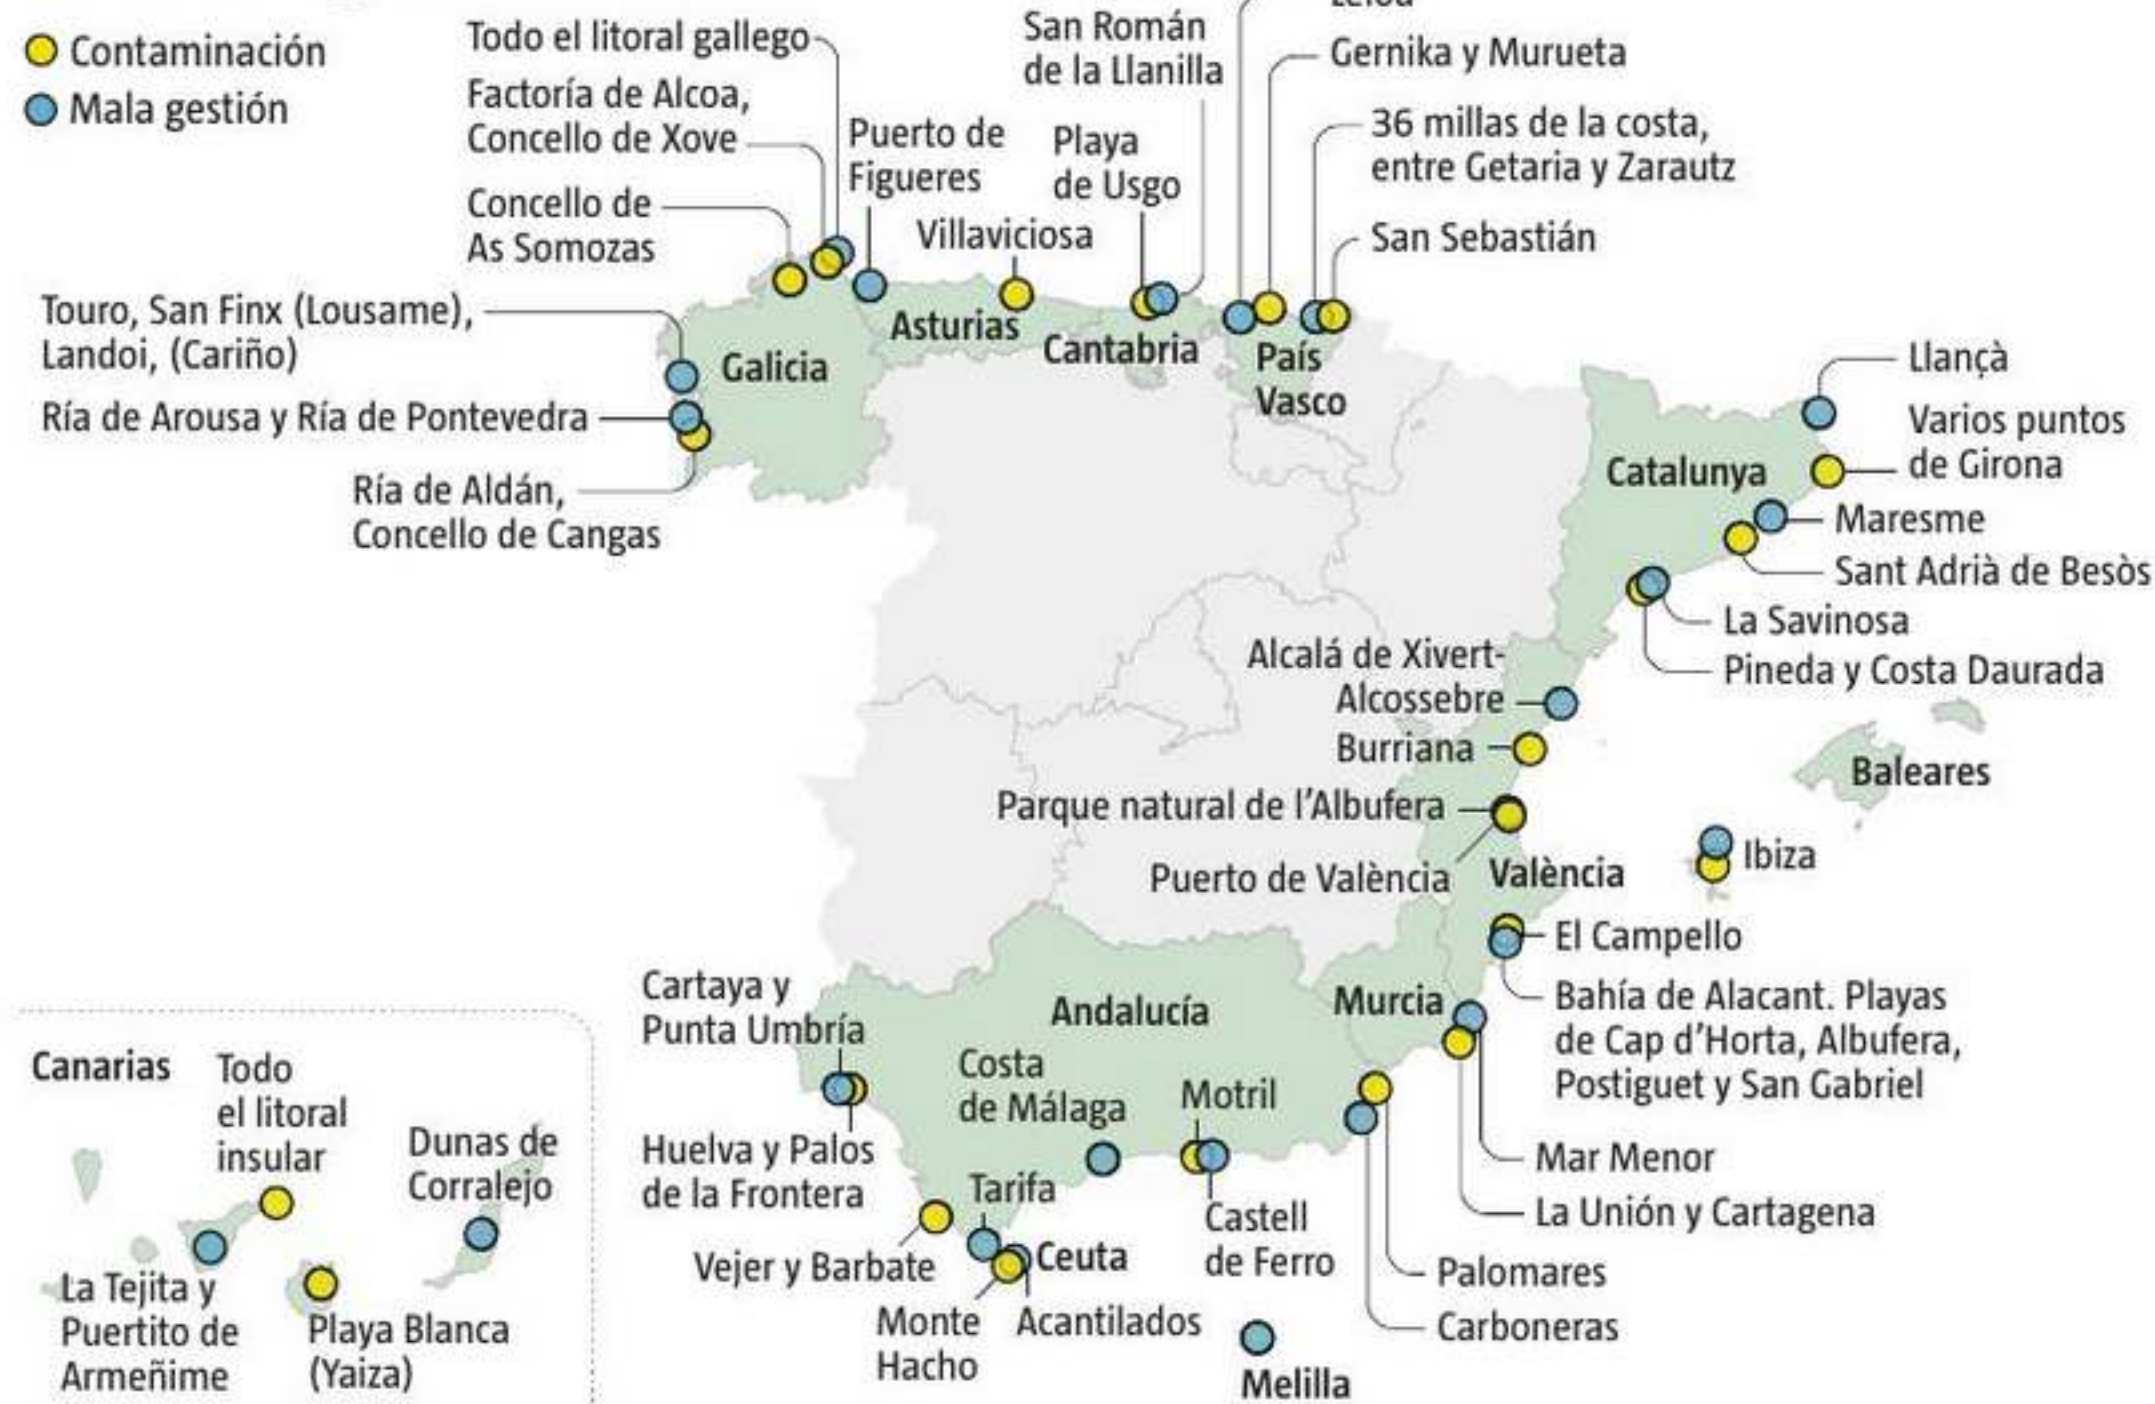 Contaminación
Mala gestión
Todo el litoral gallego
Factoría de Alcoa,
Concello de Xove
Concello de
As Somozas
Puerto de
Figueres
Villaviciosa
Playa
de Usgo
San Román
de la Llanilla
Gernika y Murueta
36 millas de la costa,
entre Getaria y Zarautz
San Sebastián
Touro, San Finx (Lousame),
Landoi, (Cariño)
Ría de Arousa y Ría de Pontevedra
Ría de Aldán,
Concello de Cangas
Galicia
Asturias
Cantabria
País
Vasco
Catalunya
Llançà
Varios puntos
de Girona
Maresme
Sant Adrià de Besòs
La Savinosa
Pineda y Costa Daurada
Alcalá de Xivert-
Alcossebre
Burriana
Parque natural de l'Albufera
Puerto de València
València
Baleares
Ibiza
El Campello
Bahía de Alacant. Playas
de Cap d'Horta, Albufera,
Postiguet y San Gabriel
Murcia
Mar Menor
La Unión y Cartagena
Palomares
Carboneras
Andalucía
Cartaya y
Punta Umbría
Huelva y Palos
de la Frontera
Costa
de Málaga
Motril
Castell
de Ferro
Tarifa
Vejer y Barbate
Ceuta
Monte
Hacho
Acantilados
Melilla
Canarias
Todo
el litoral
insular
Dunas de
Corralejo
La Tejita y
Puertito de
Armeñime
Playa Blanca
(Yaiza)